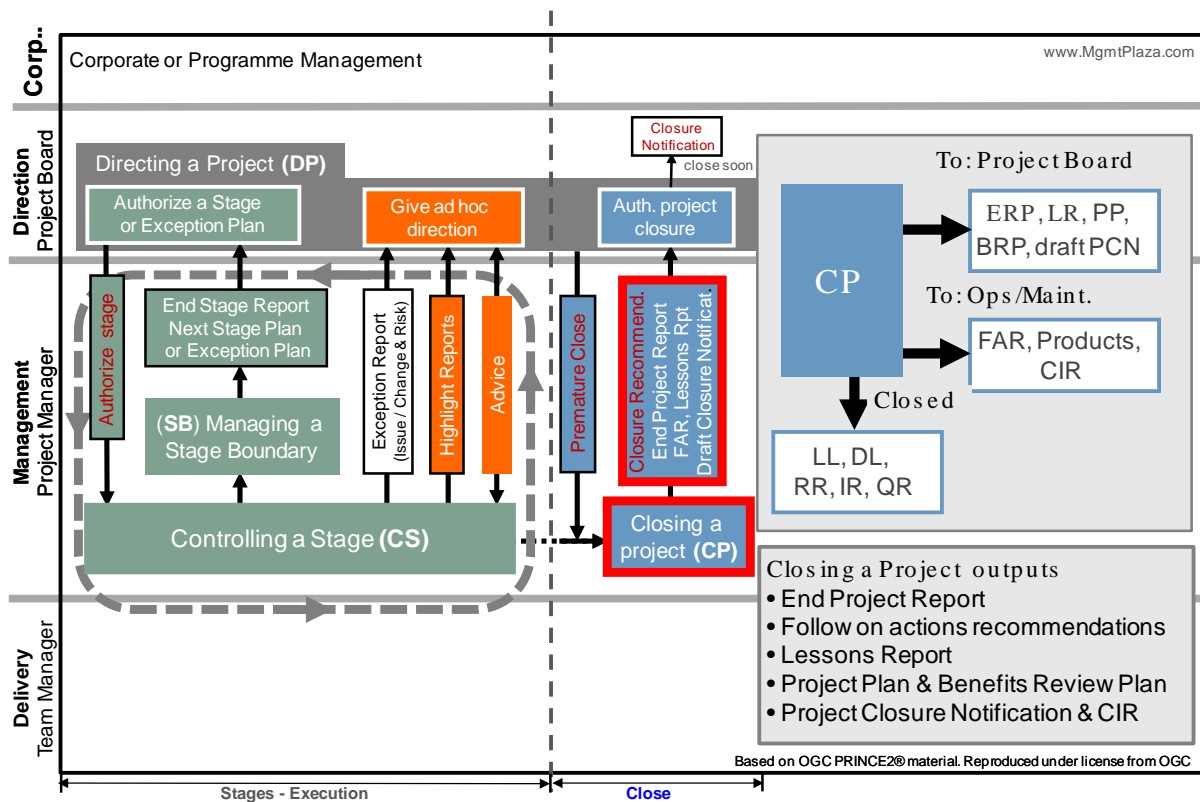 Corp..
Corporate or Programme Management
www.MgmtPlaza.com
Direction
Project Board
Directing a Project (DP)
Authorize a Stage
or Exception Plan
Give ad hoc
direction
Closure
Notification
close soon
Auth. project
closure
Management
Project Manager
Authorize stage
End Stage Report
Next Stage Plan
or Exception Plan
(SB) Managing a
Stage Boundary
Exception Report
(Issue / Change & Risk)
Highlight Reports
Advice
Premature Close
Closure Recommend.
End Project Report
FAR, Lessons Rpt
Draft Closure Notificat.
Controlling a Stage (CS)
Closing a
project (CP)
Delivery
Team Manager
To: Project Board
CP
ERP, LR, PP,
BRP, draft PCN
To: Ops/Maint.
FAR, Products,
CIR
Closed
LL, DL,
RR, IR, QR
Closing a Project outputs
• End Project Report
• Follow on actions recommendations
• Lessons Report
• Project Plan & Benefits Review Plan
• Project Closure Notification & CIR
Based on OGC PRINCE2® material. Reproduced under license from OGC
Stages - Execution
Close